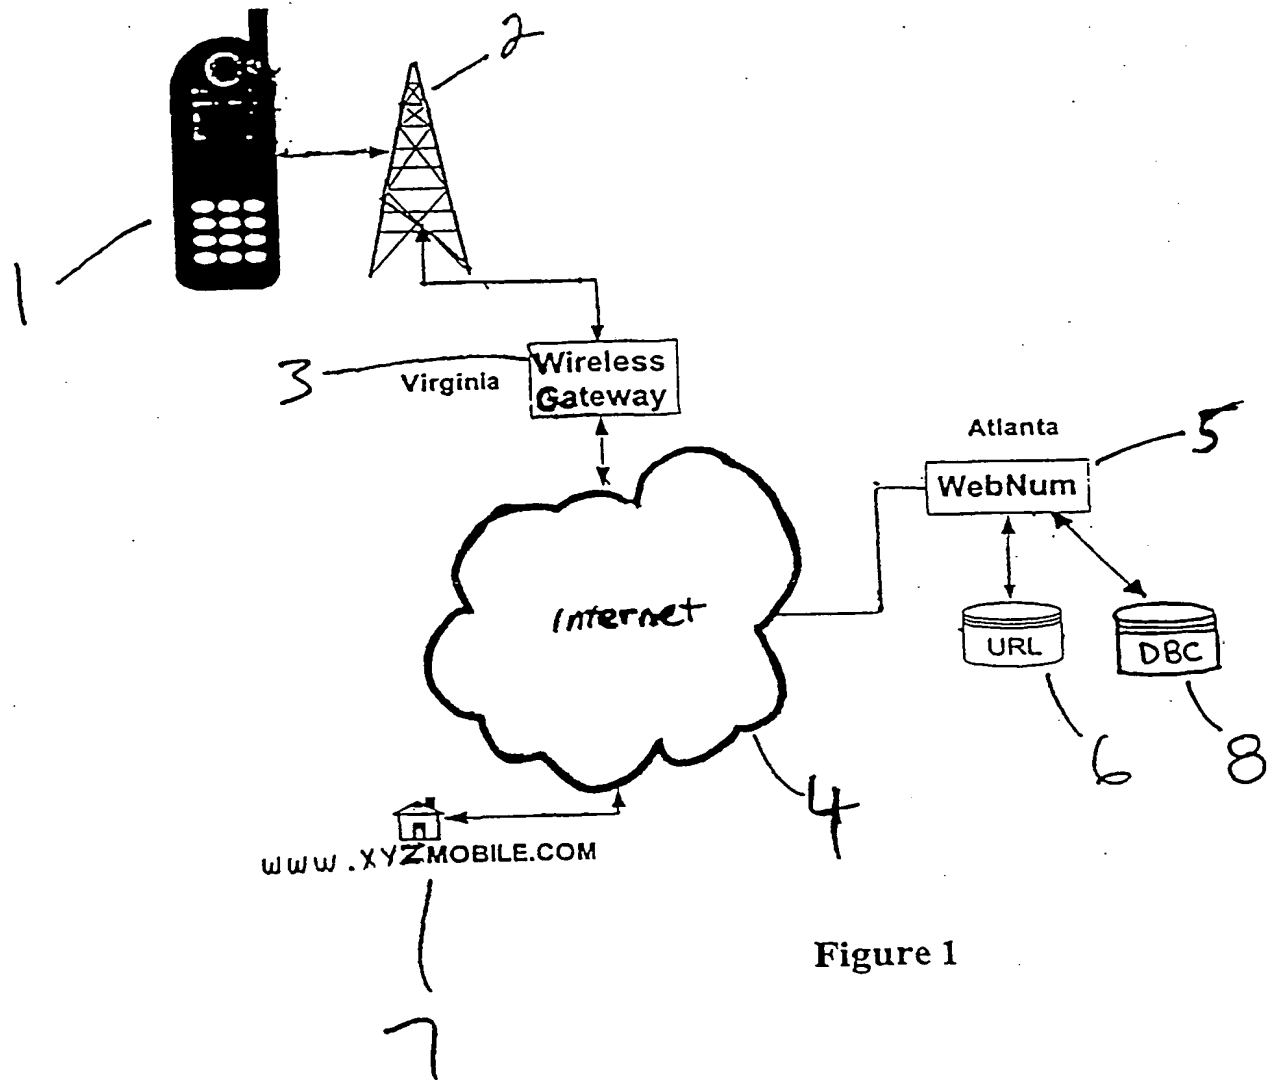 2
1
3
Virginia
Wireless
Gateway
Atlanta
5
WebNum
Internet
URL
DBC
6
8
4
www.XYZMOBILE.COM
7
Figure 1